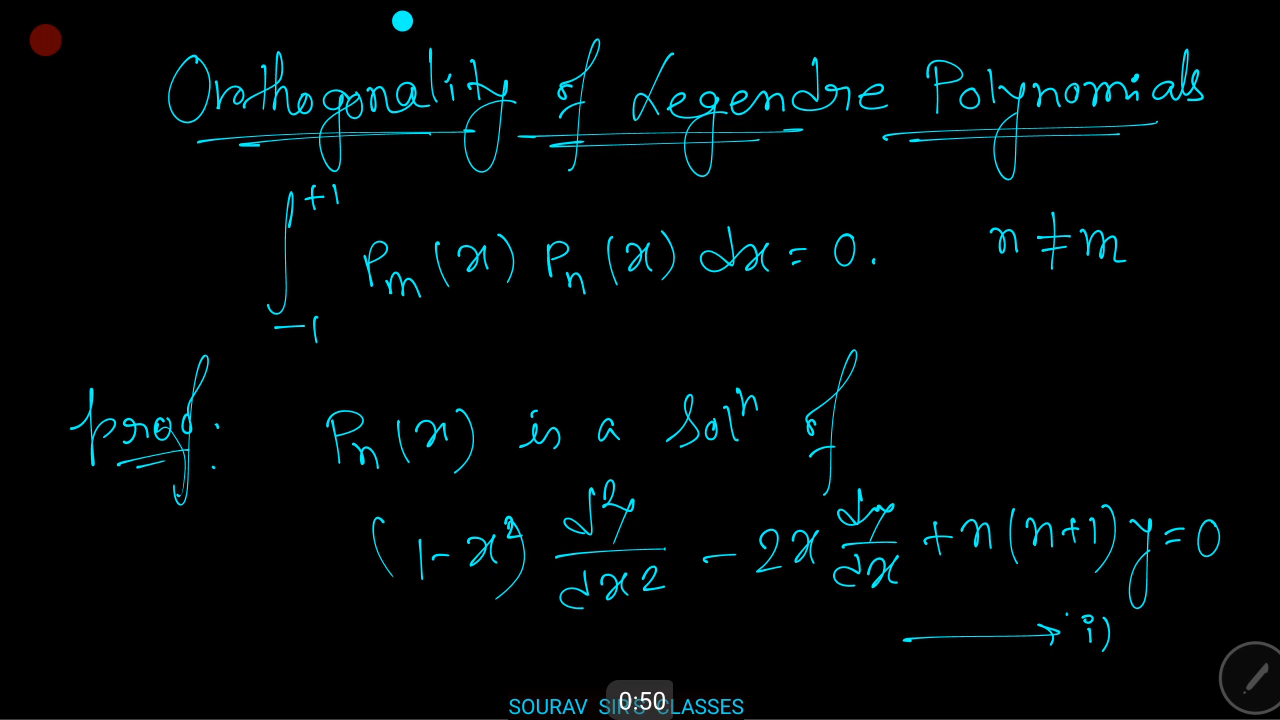 Orthogonality of Legendre Polynomials
∫₋₁⁺¹ Pₘ(x) Pₙ(x) dx = 0. n ≠ m
proof: Pₙ(x) is a Solⁿ of
(1-x²) d²y/dx² - 2x dy/dx + n(n+1)y = 0
⟶ i)
SOURAV SIR'S CLASSES
0:50